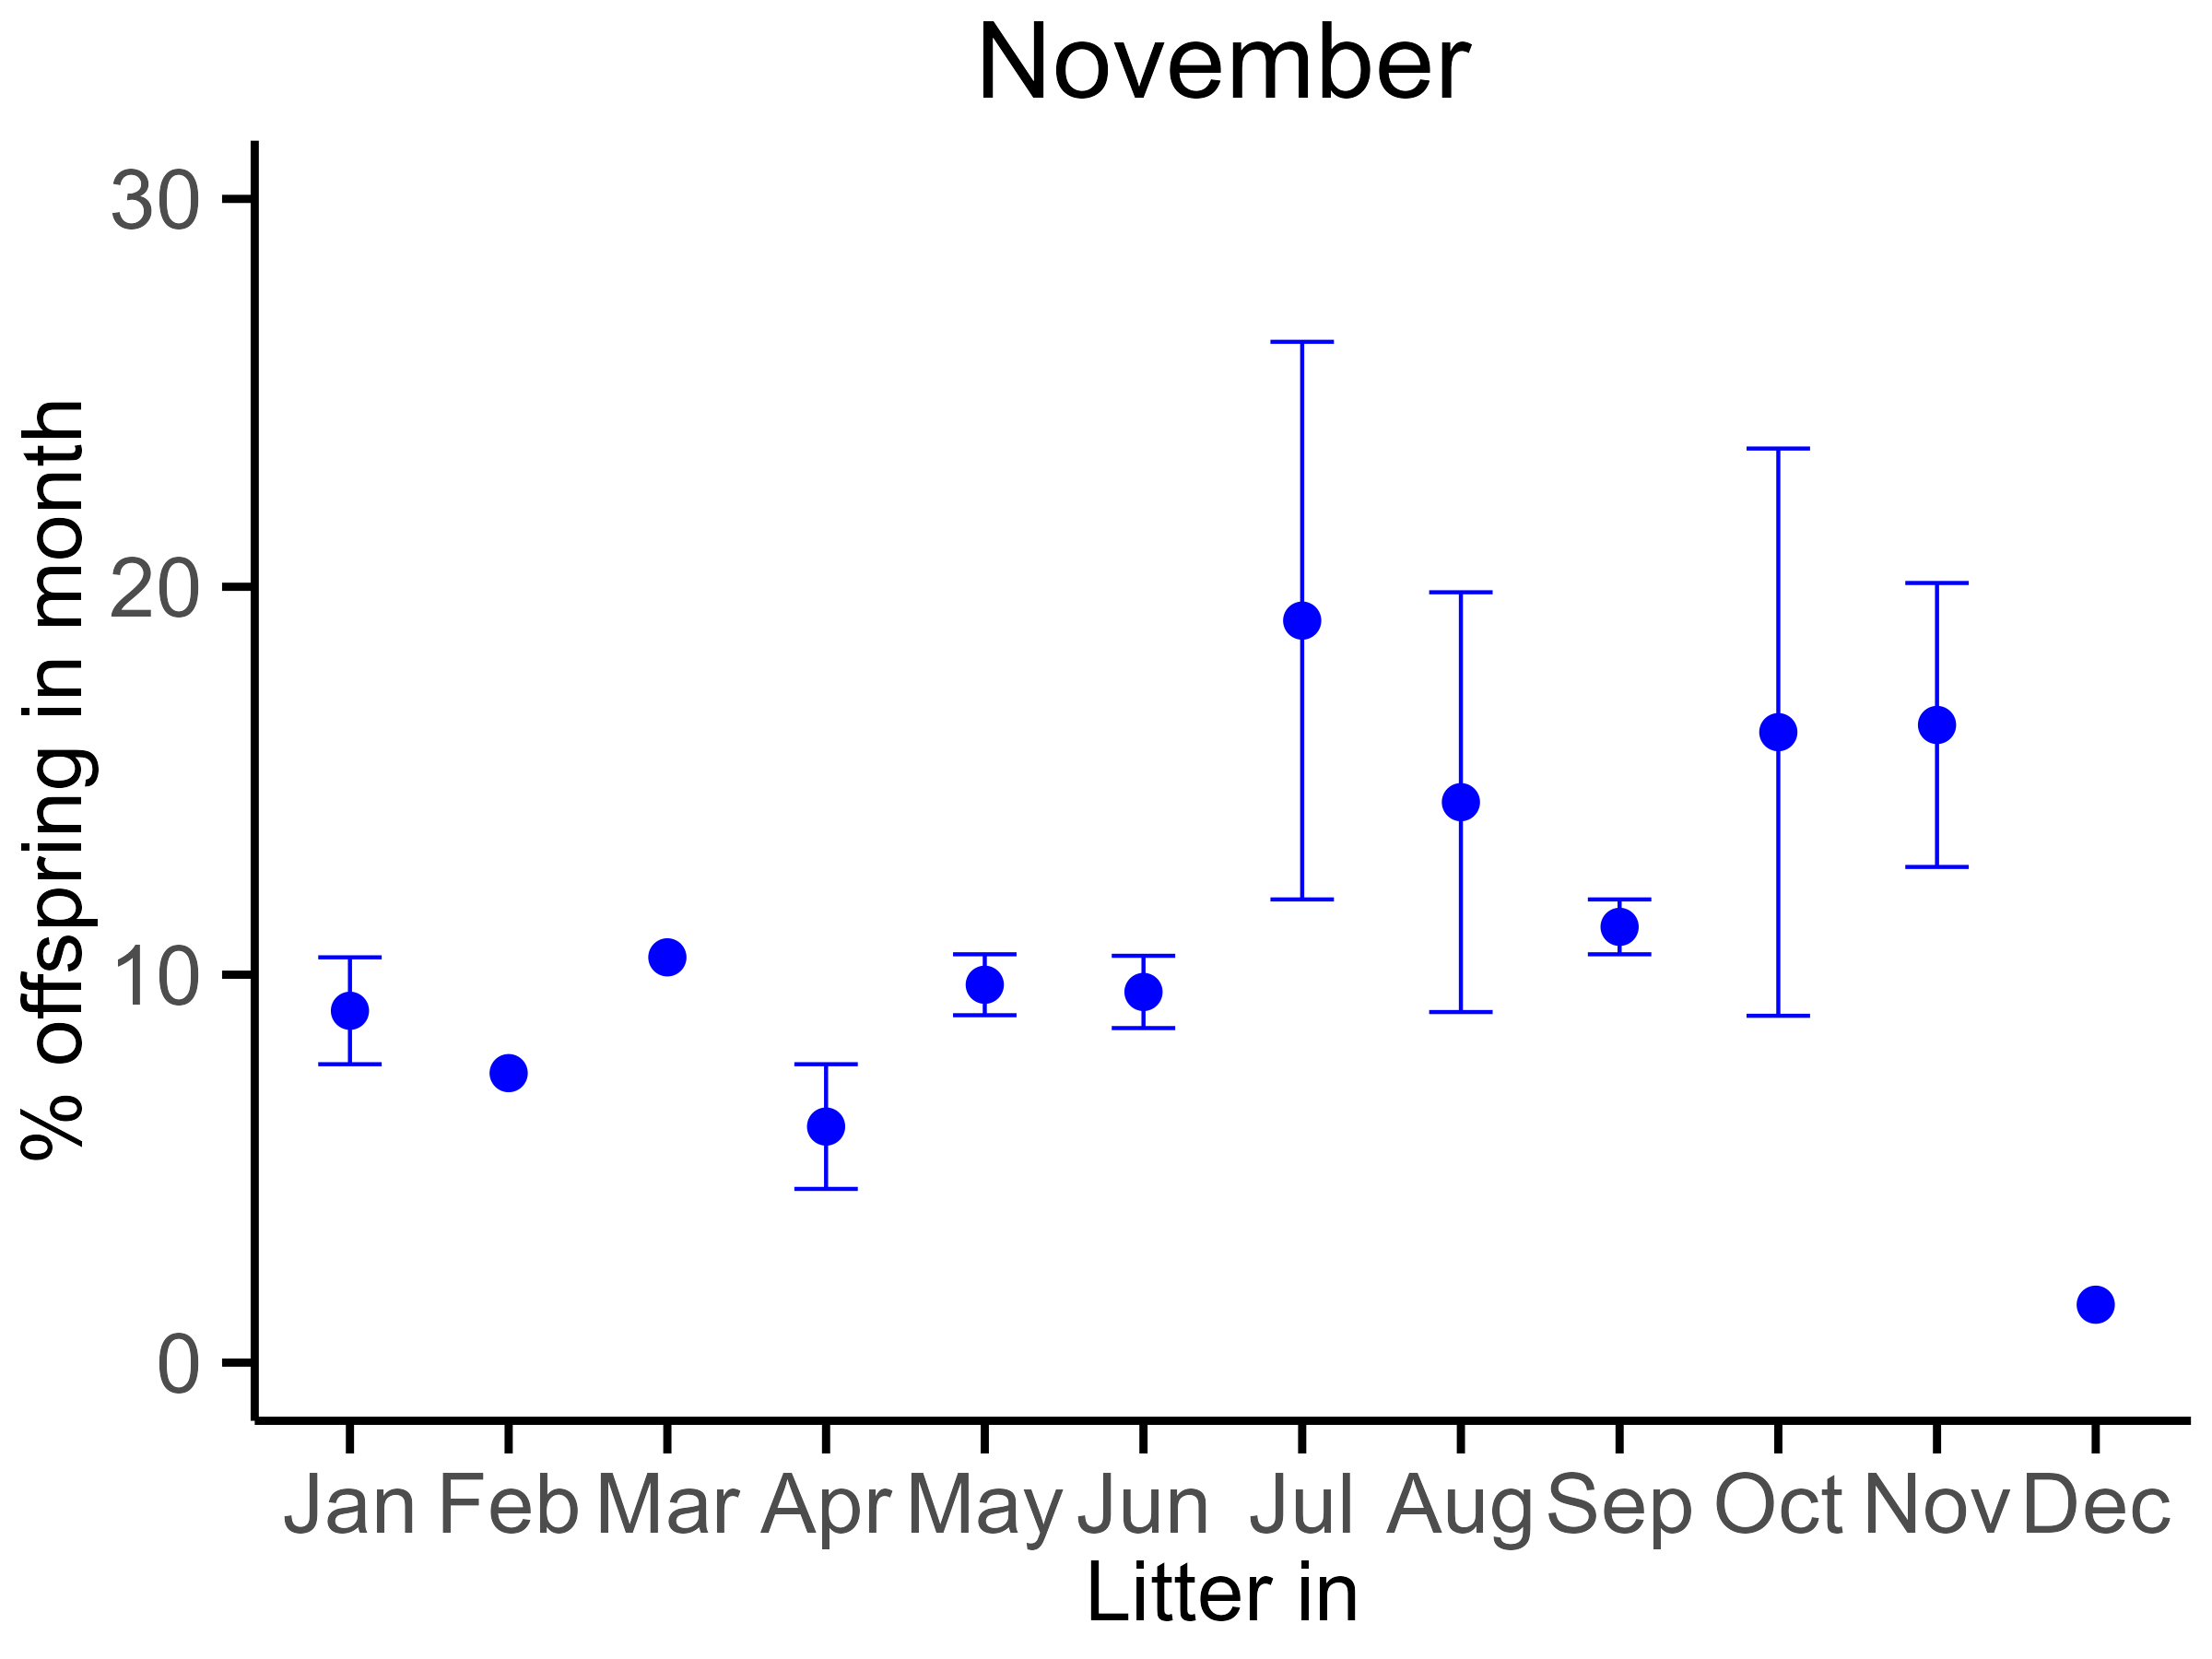 November
% offspring in month
30
20
10
0
Jan Feb Mar Apr May Jun Jul Aug Sep Oct Nov Dec
Litter in